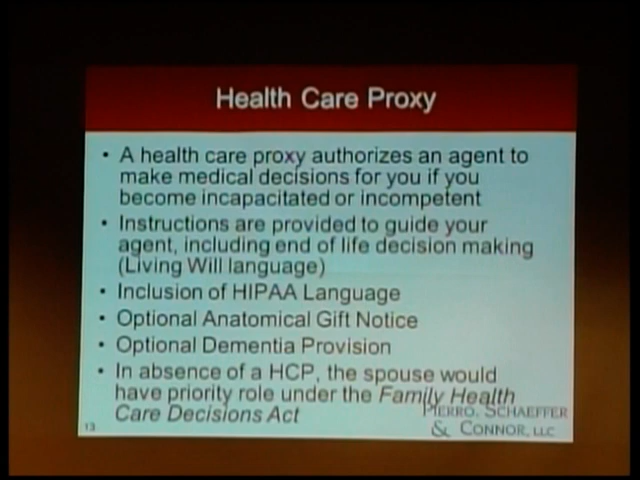 Health Care Proxy
• A health care proxy authorizes an agent to
make medical decisions for you if you
become incapacitated or incompetent
• Instructions are provided to guide your
agent, including end of life decision making
(Living Will language)
• Inclusion of HIPAA Language
• Optional Anatomical Gift Notice
• Optional Dementia Provision
• In absence of a HCP, the spouse would
have priority role under the Family Health
Care Decisions Act
PIERRO, SCHAEFFER
& CONNOR, LLC
13